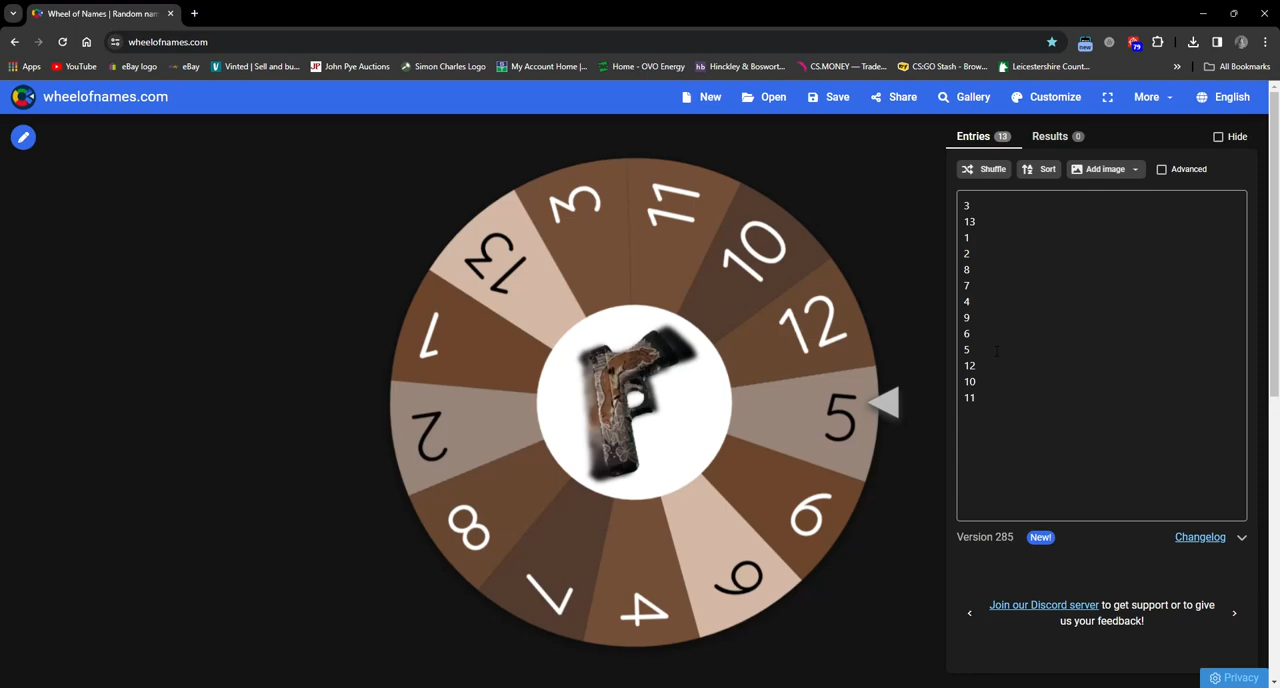 Wheel of Names | Random nam
wheelofnames.com
new
79
Apps
YouTube
eBay logo
eBay
Vinted | Sell and bu...
John Pye Auctions
Simon Charles Logo
My Account Home |...
Home - OVO Energy
Hinckley & Boswort...
CS.MONEY — Trade...
CS:GO Stash - Brow...
Leicestershire Count...
»
All Bookmarks
wheelofnames.com
New
Open
Save
Share
Gallery
Customize
More
English
Entries 13
Results 0
Hide
Shuffle
Sort
Add image
Advanced
3
13
1
2
8
7
4
9
6
5
12
10
11
3
11
10
12
5
6
9
4
7
8
2
1
13
Version 285
New!
Changelog
Join our Discord server to get support or to give
us your feedback!
Privacy